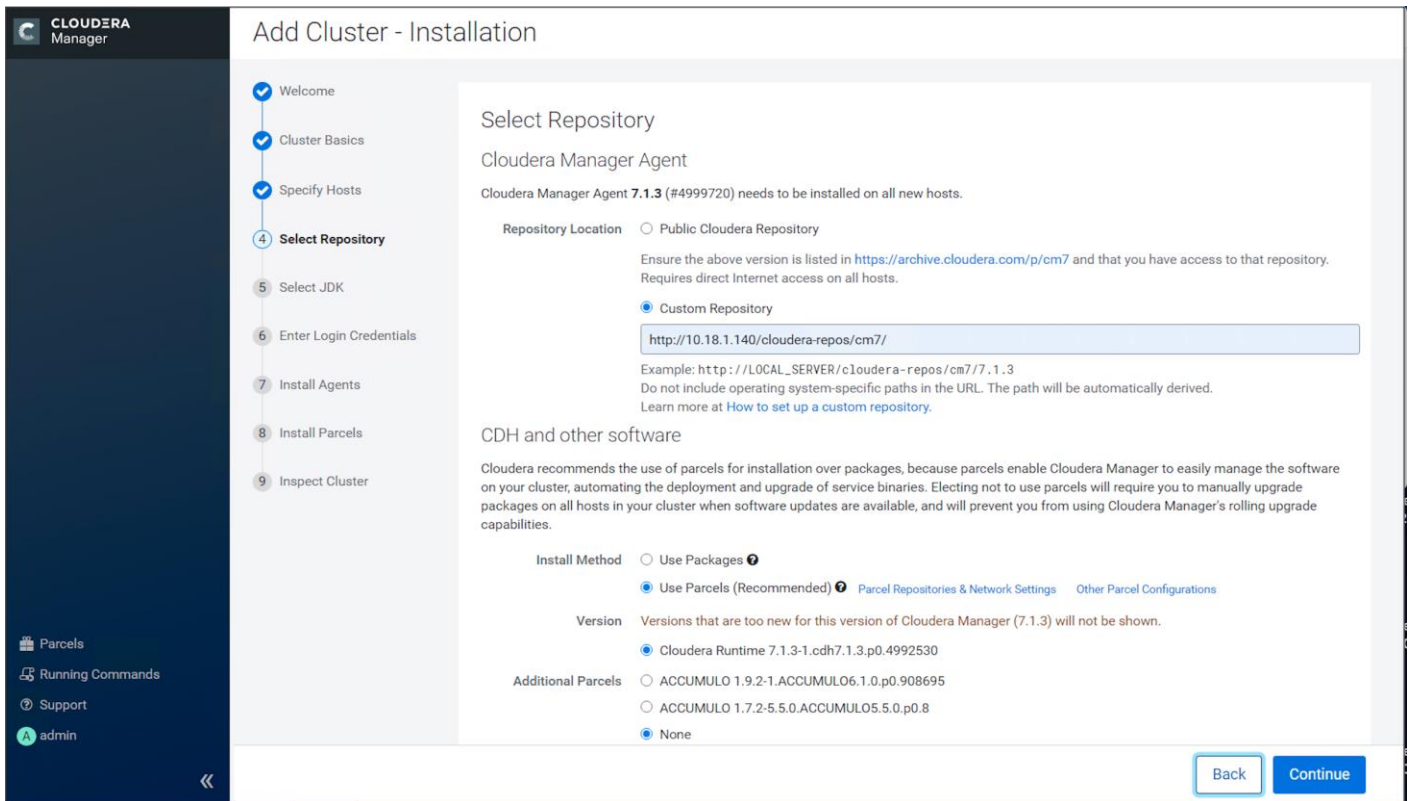 CLOUDERA
Manager
Add Cluster - Installation
Welcome
Cluster Basics
Specify Hosts
4 Select Repository
5 Select JDK
6 Enter Login Credentials
7 Install Agents
8 Install Parcels
9 Inspect Cluster
Parcels
Running Commands
Support
A admin
Select Repository
Cloudera Manager Agent
Cloudera Manager Agent 7.1.3 (#4999720) needs to be installed on all new hosts.
Repository Location Public Cloudera Repository
Ensure the above version is listed in https://archive.cloudera.com/p/cm7 and that you have access to that repository.
Requires direct Internet access on all hosts.
Custom Repository
http://10.18.1.140/cloudera-repos/cm7/
Example: http://LOCAL_SERVER/cloudera-repos/cm7/7.1.3
Do not include operating system-specific paths in the URL. The path will be automatically derived.
Learn more at How to set up a custom repository.
CDH and other software
Cloudera recommends the use of parcels for installation over packages, because parcels enable Cloudera Manager to easily manage the software
on your cluster, automating the deployment and upgrade of service binaries. Electing not to use parcels will require you to manually upgrade
packages on all hosts in your cluster when software updates are available, and will prevent you from using Cloudera Manager's rolling upgrade
capabilities.
Install Method Use Packages ?
Use Parcels (Recommended) ? Parcel Repositories & Network Settings Other Parcel Configurations
Version Versions that are too new for this version of Cloudera Manager (7.1.3) will not be shown.
Cloudera Runtime 7.1.3-1.cdh7.1.3.p0.4992530
Additional Parcels ACCUMULO 1.9.2-1.ACCUMULO6.1.0.p0.908695
ACCUMULO 1.7.2-5.5.0.ACCUMULO5.5.0.p0.8
None
Back Continue